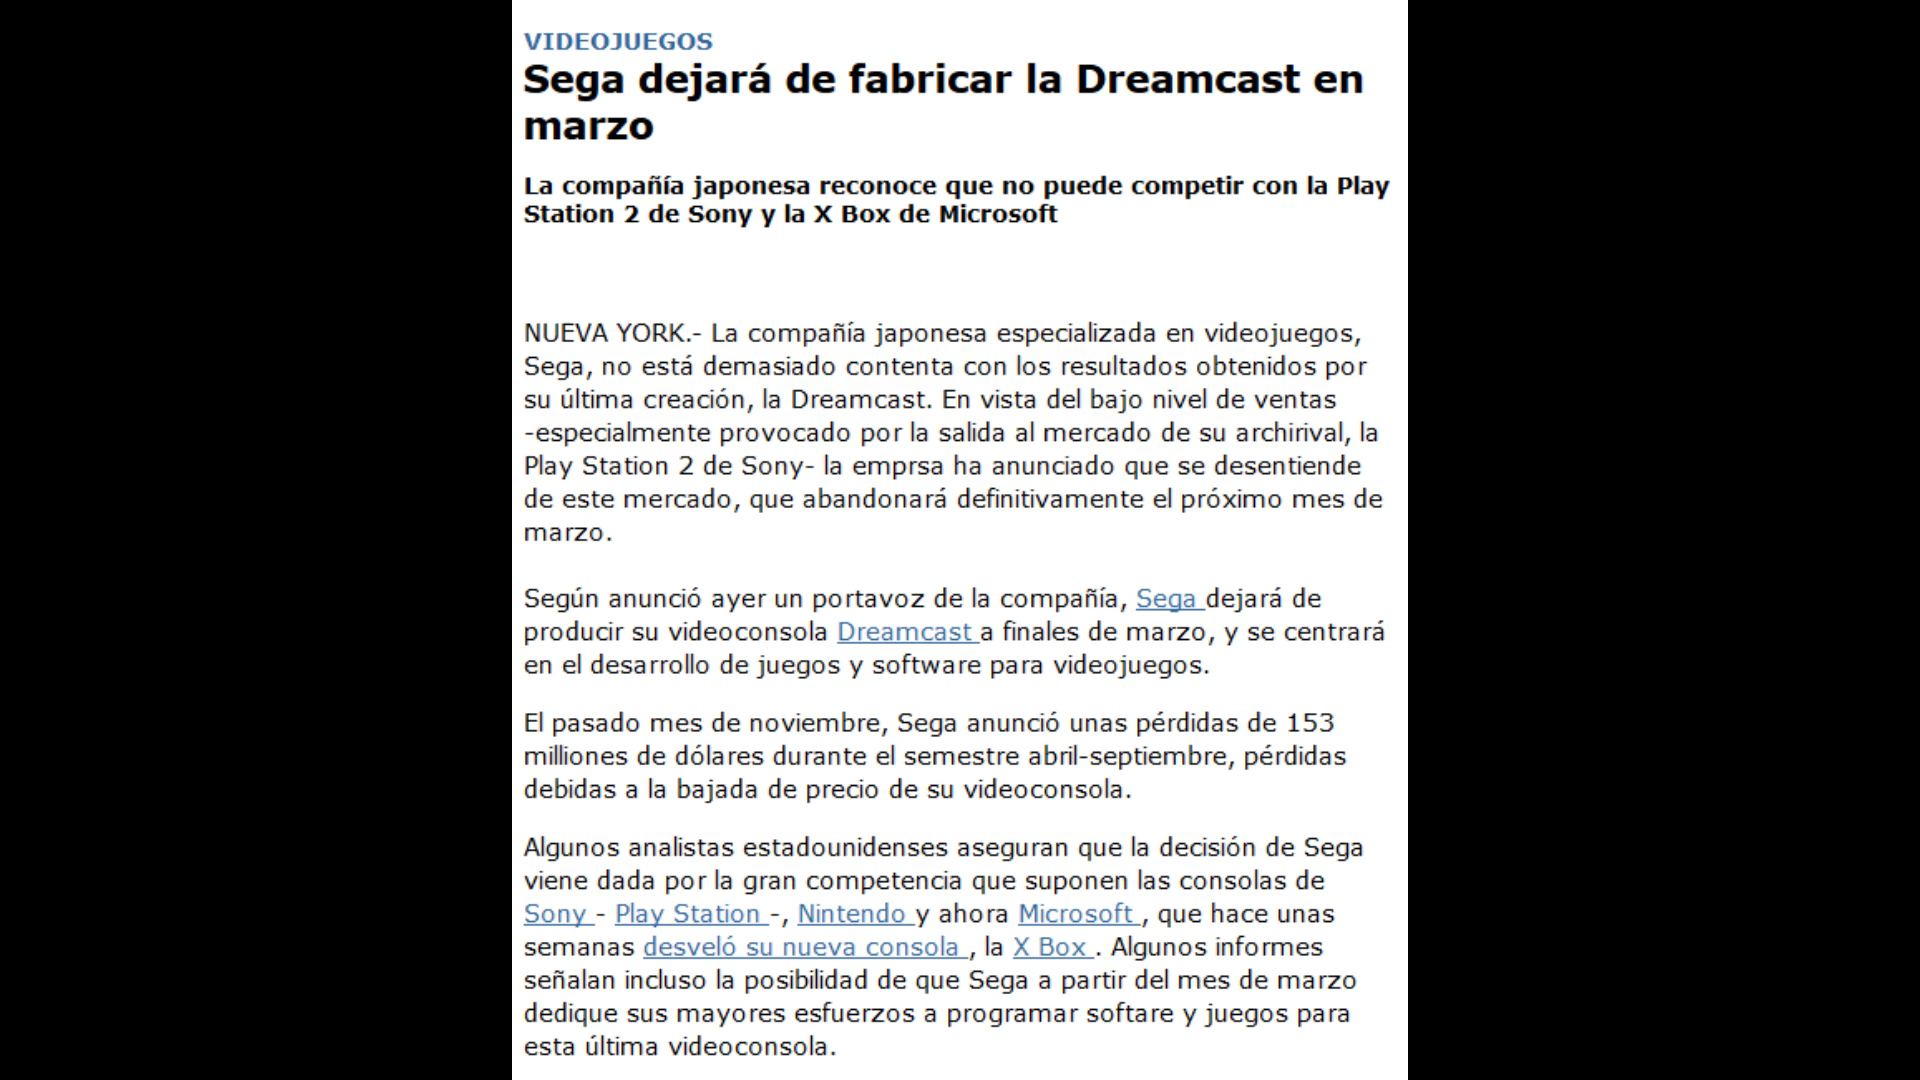 VIDEOJUEGOS
Sega dejará de fabricar la Dreamcast en
marzo
La compañía japonesa reconoce que no puede competir con la Play
Station 2 de Sony y la X Box de Microsoft
NUEVA YORK.- La compañía japonesa especializada en videojuegos,
Sega, no está demasiado contenta con los resultados obtenidos por
su última creación, la Dreamcast. En vista del bajo nivel de ventas
-especialmente provocado por la salida al mercado de su archirival, la
Play Station 2 de Sony- la emprsa ha anunciado que se desentiende
de este mercado, que abandonará definitivamente el próximo mes de
marzo.
Según anunció ayer un portavoz de la compañía, Sega dejará de
producir su videoconsola Dreamcast a finales de marzo, y se centrará
en el desarrollo de juegos y software para videojuegos.
El pasado mes de noviembre, Sega anunció unas pérdidas de 153
milliones de dólares durante el semestre abril-septiembre, pérdidas
debidas a la bajada de precio de su videoconsola.
Algunos analistas estadounidenses aseguran que la decisión de Sega
viene dada por la gran competencia que suponen las consolas de
Sony - Play Station -, Nintendo y ahora Microsoft , que hace unas
semanas desveló su nueva consola , la X Box . Algunos informes
señalan incluso la posibilidad de que Sega a partir del mes de marzo
dedique sus mayores esfuerzos a programar softare y juegos para
esta última videoconsola.